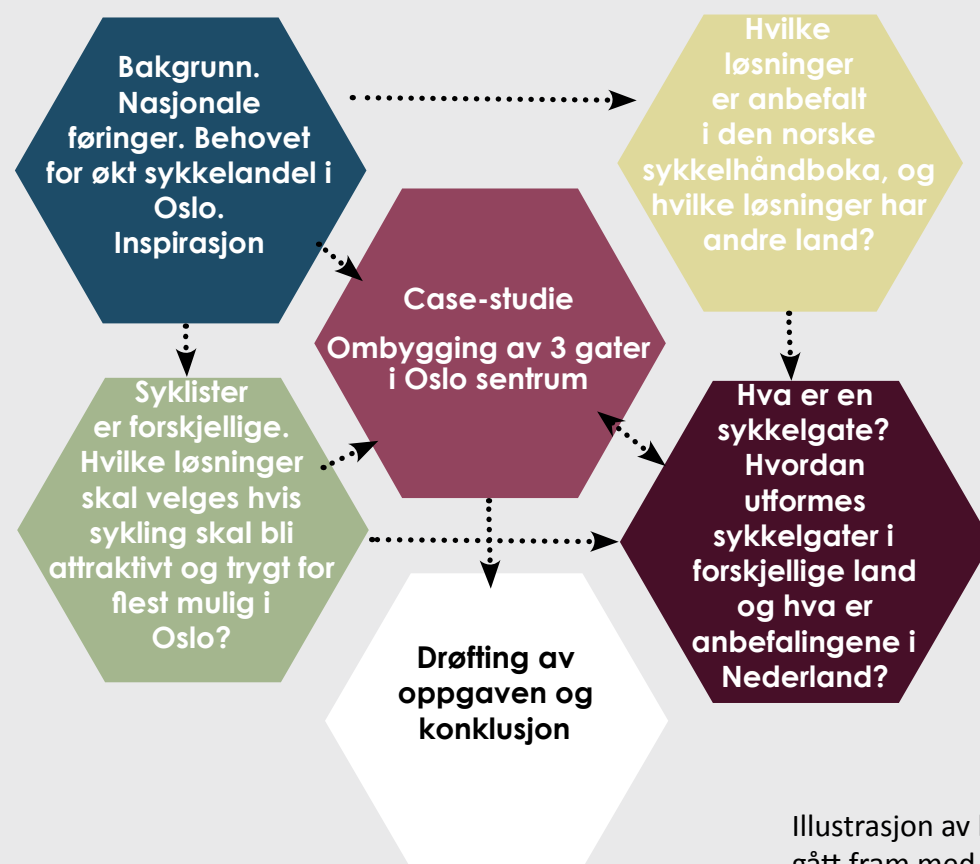 Bakgrunn.
Nasjonale
føringer. Behovet
for økt sykkelandel i
Oslo.
Inspirasjon
Hvilke
løsninger
er anbefalt
i den norske
sykkelhåndboka, og
hvilke løsninger har
andre land?
Case-studie
Ombygging av 3 gater
i Oslo sentrum
Syklister
er forskjellige.
Hvilke løsninger
skal velges hvis
sykling skal bli
attraktivt og trygt for
flest mulig i
Oslo?
Hva er en
sykkelgate?
Hvordan
utformes
sykkelgater i
forskjellige land
og hva er
anbefalingene i
Nederland?
Drøfting av
oppgaven og
konklusjon
Illustrasjon av
gått fram med